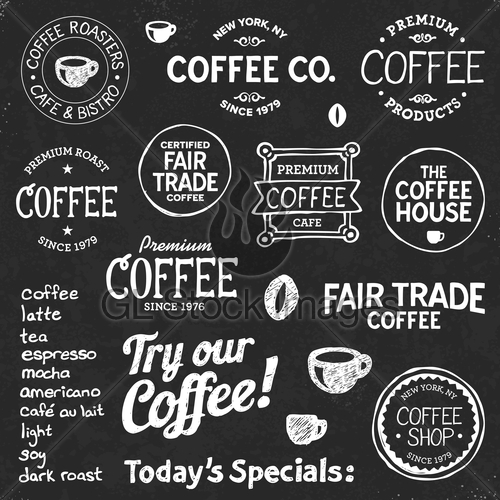 COFFEE ROASTERS
CAFE & BISTRO
NEW YORK, NY
COFFEE CO.
SINCE 1979
PREMIUM
COFFEE
PRODUCTS
PREMIUM ROAST
COFFEE
SINCE 1979
CERTIFIED
FAIR
TRADE
COFFEE
PREMIUM
COFFEE
CAFE
THE
COFFEE
HOUSE
Premium
COFFEE
SINCE 1976
FAIR TRADE
COFFEE
GL Stock Images
coffee
latte
tea
espresso
mocha
americano
café au lait
light
soy
dark roast
Try our
Coffee!
NEW YORK, NY
COFFEE
SHOP
SINCE 1979
Today's Specials: